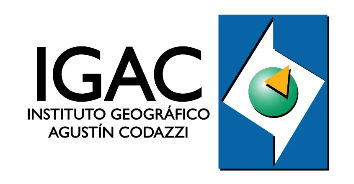 IGAC
INSTITUTO GEOGRÁFICO
AGUSTÍN CODAZZI